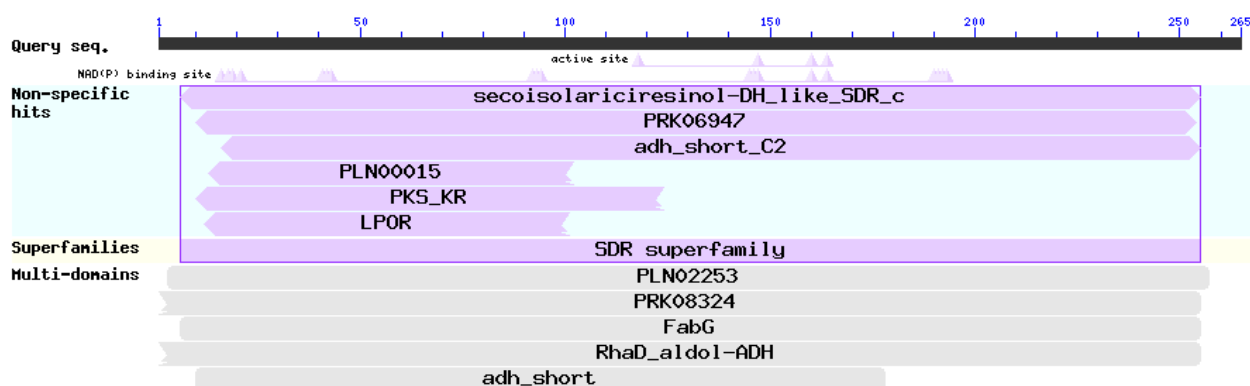 1 50 100 150 200 250 265
Query seq.
active site
NAD(P) binding site
Non-specific
hits
secoisolariciresinol-DH_like_SDR_c
PRK06947
adh_short_C2
PLN00015
PKS_KR
LPOR
Superfamilies
SDR superfamily
Multi-domains
PLN02253
PRK08324
FabG
RhaD_aldol-ADH
adh_short